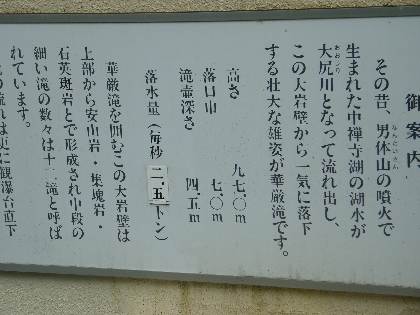 御案内
その昔、男体山の噴火で
生まれた中禅寺湖の湖水が
大尻川となって流れ出し、
この大岩壁から一気に落下
する壮大な雄姿が華厳滝です。
高さ 九七.〇m
落口巾 七.〇m
滝壺深さ 四.五m
落水量(毎秒 二.五トン)
華厳滝を囲むこの大岩壁は
上部から安山岩・集塊岩・
石英斑岩とで形成され中段の
細い滝の数々は十二滝と呼ば
れています。
の流れは更に観瀑台直下